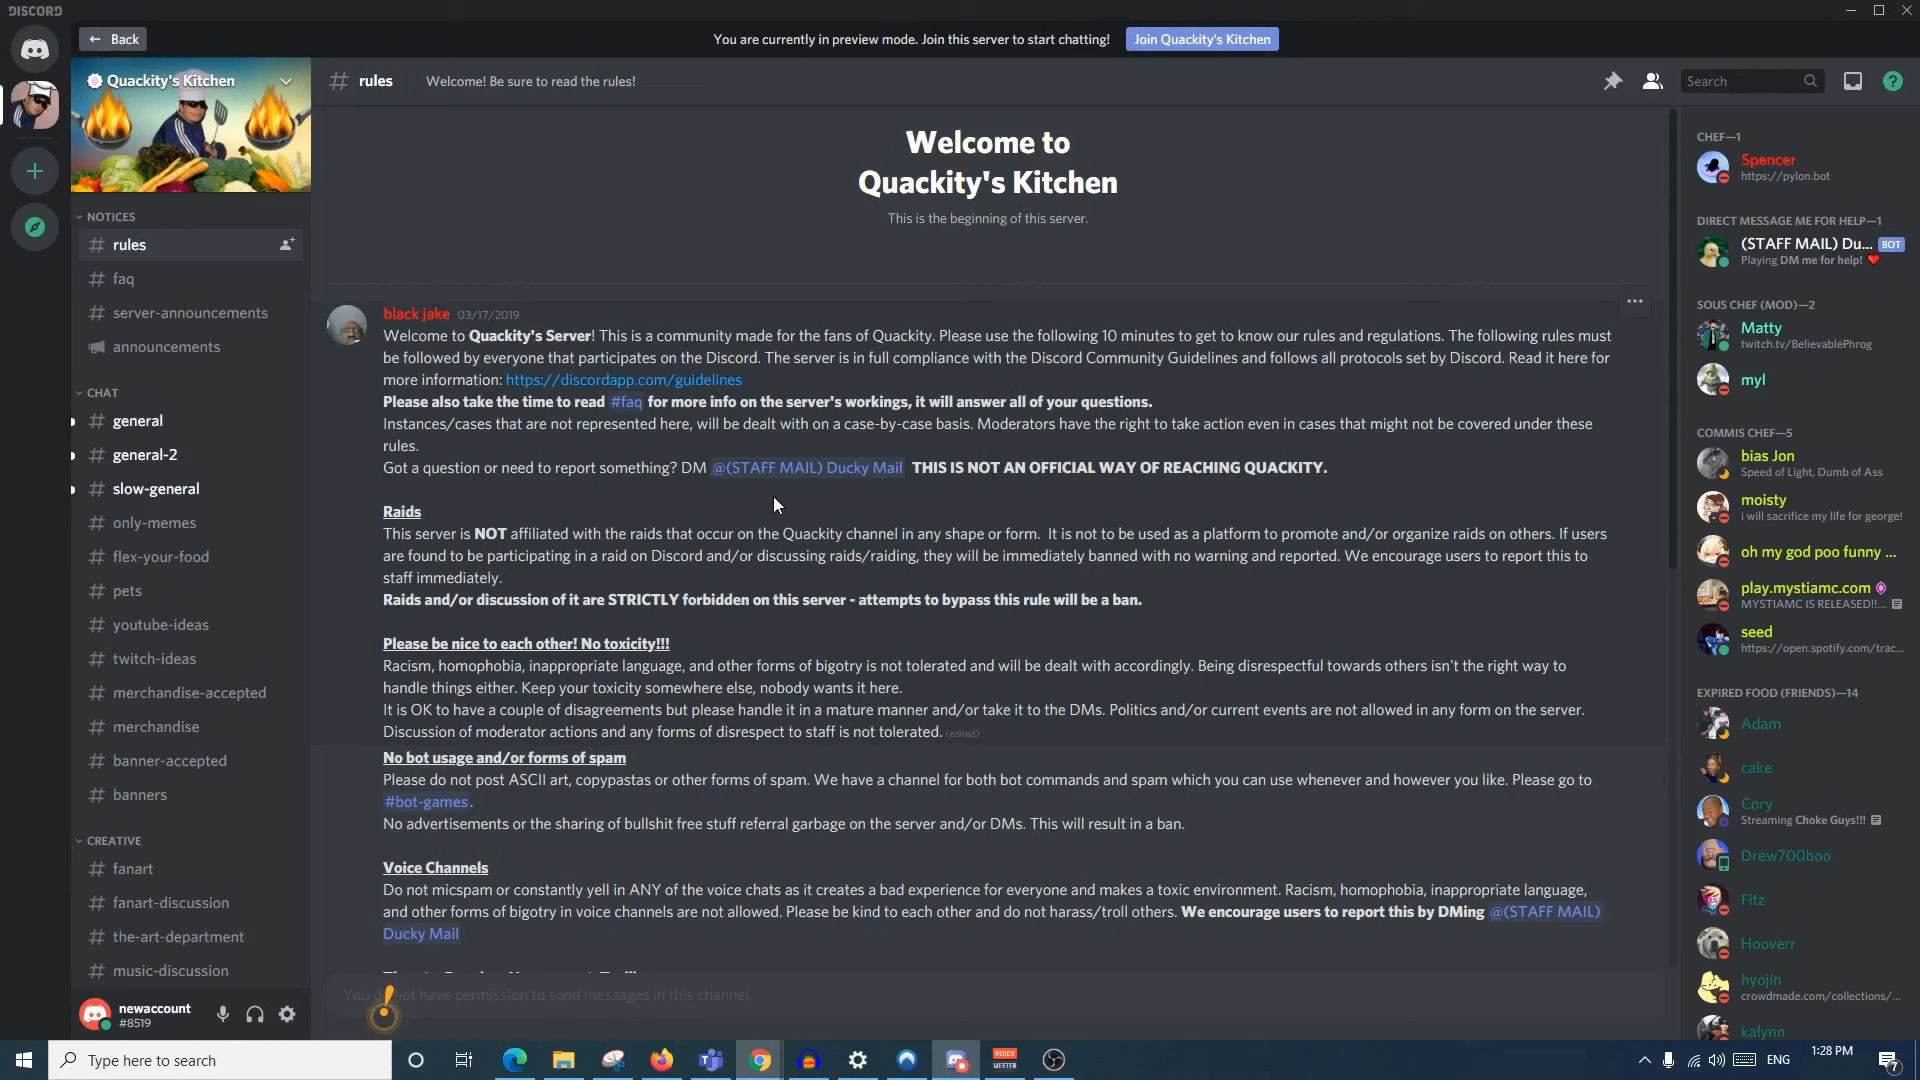 DISCORD
Back
You are currently in preview mode. Join this server to start chatting!
Join Quackity's Kitchen
Quackity's Kitchen
rules
Welcome! Be sure to read the rules!
Search
NOTICES
rules
faq
server-announcements
announcements
CHAT
general
general-2
slow-general
only-memes
flex-your-food
pets
youtube-ideas
twitch-ideas
merchandise-accepted
merchandise
banner-accepted
banners
CREATIVE
fanart
fanart-discussion
the-art-department
music-discussion
newaccount
#8519
Welcome to
Quackity's Kitchen
This is the beginning of this server.
black jake 03/17/2019
Welcome to Quackity's Server! This is a community made for the fans of Quackity. Please use the following 10 minutes to get to know our rules and regulations. The following rules must
be followed by everyone that participates on the Discord. The server is in full compliance with the Discord Community Guidelines and follows all protocols set by Discord. Read it here for
more information: https://discordapp.com/guidelines
Please also take the time to read #faq for more info on the server's workings, it will answer all of your questions.
Instances/cases that are not represented here, will be dealt with on a case-by-case basis. Moderators have the right to take action even in cases that might not be covered under these
rules.
Got a question or need to report something? DM @(STAFF MAIL) Ducky Mail THIS IS NOT AN OFFICIAL WAY OF REACHING QUACKITY.
Raids
This server is NOT affiliated with the raids that occur on the Quackity channel in any shape or form. It is not to be used as a platform to promote and/or organize raids on others. If users
are found to be participating in a raid on Discord and/or discussing raids/raiding, they will be immediately banned with no warning and reported. We encourage users to report this to
staff immediately.
Raids and/or discussion of it are STRICTLY forbidden on this server - attempts to bypass this rule will be a ban.
Please be nice to each other! No toxicity!!!
Racism, homophobia, inappropriate language, and other forms of bigotry is not tolerated and will be dealt with accordingly. Being disrespectful towards others isn't the right way to
handle things either. Keep your toxicity somewhere else, nobody wants it here.
It is OK to have a couple of disagreements but please handle it in a mature manner and/or take it to the DMs. Politics and/or current events are not allowed in any form on the server.
Discussion of moderator actions and any forms of disrespect to staff is not tolerated. (edited)
No bot usage and/or forms of spam
Please do not post ASCII art, copypastas or other forms of spam. We have a channel for both bot commands and spam which you can use whenever and however you like. Please go to
#bot-games.
No advertisements or the sharing of bullshit free stuff referral garbage on the server and/or DMs. This will result in a ban.
Voice Channels
Do not micspam or constantly yell in ANY of the voice chats as it creates a bad experience for everyone and makes a toxic environment. Racism, homophobia, inappropriate language,
and other forms of bigotry in voice channels are not allowed. Please be kind to each other and do not harass/troll others. We encourage users to report this by DMing @(STAFF MAIL)
Ducky Mail
You do not have permission to send messages in this channel.
CHEF—1
Spencer
https://pylon.bot
DIRECT MESSAGE ME FOR HELP—1
(STAFF MAIL) Du... BOT
Playing DM me for help!
SOUS CHEF (MOD)—2
Matty
twitch.tv/BelievablePhrog
myl
COMMIS CHEF—5
bias Jon
Speed of Light, Dumb of Ass
moisty
i will sacrifice my life for george!
oh my god poo funny ...
play.mystiamc.com
MYSTIAMC IS RELEASED!!...
seed
https://open.spotify.com/trac...
EXPIRED FOOD (FRIENDS)—14
Adam
cake
Cory
Streaming Choke Guys!!!
Drew700boo
Fitz
Hooverr
hyojin
crowdmade.com/collections/...
kalynn
Type here to search
VOICE
MEETER
ENG
1:28 PM
7